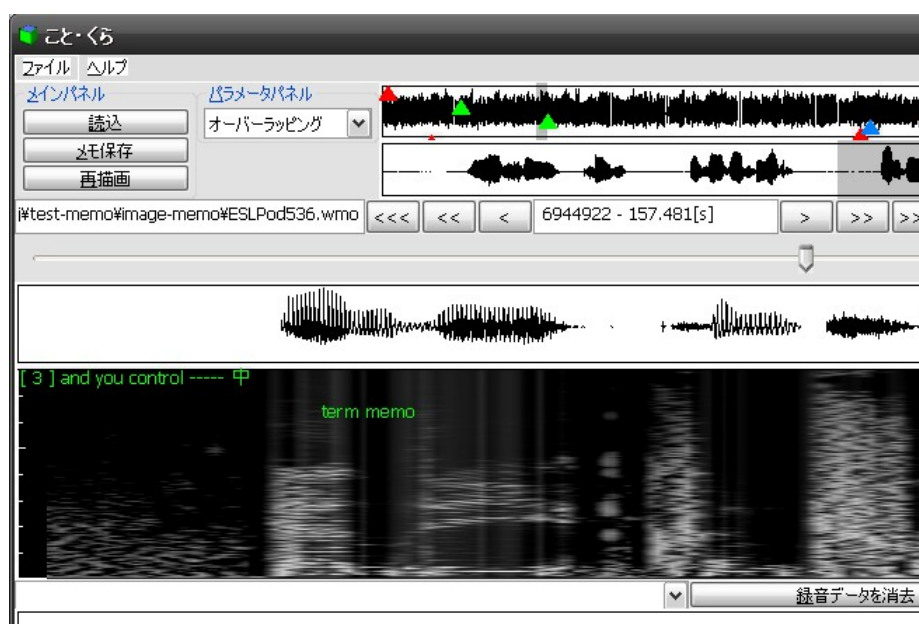 こと・くら
ファイル ヘルプ
メインパネル パラメータパネル
読込 オーバーラッピング
メモ保存
再描画
i¥test-memo¥image-memo¥ESLPod536.wmo <<< << < 6944922 - 157.481[s] > >> >>
[ 3 ] and you control ----- 中
term memo
録音データを消去